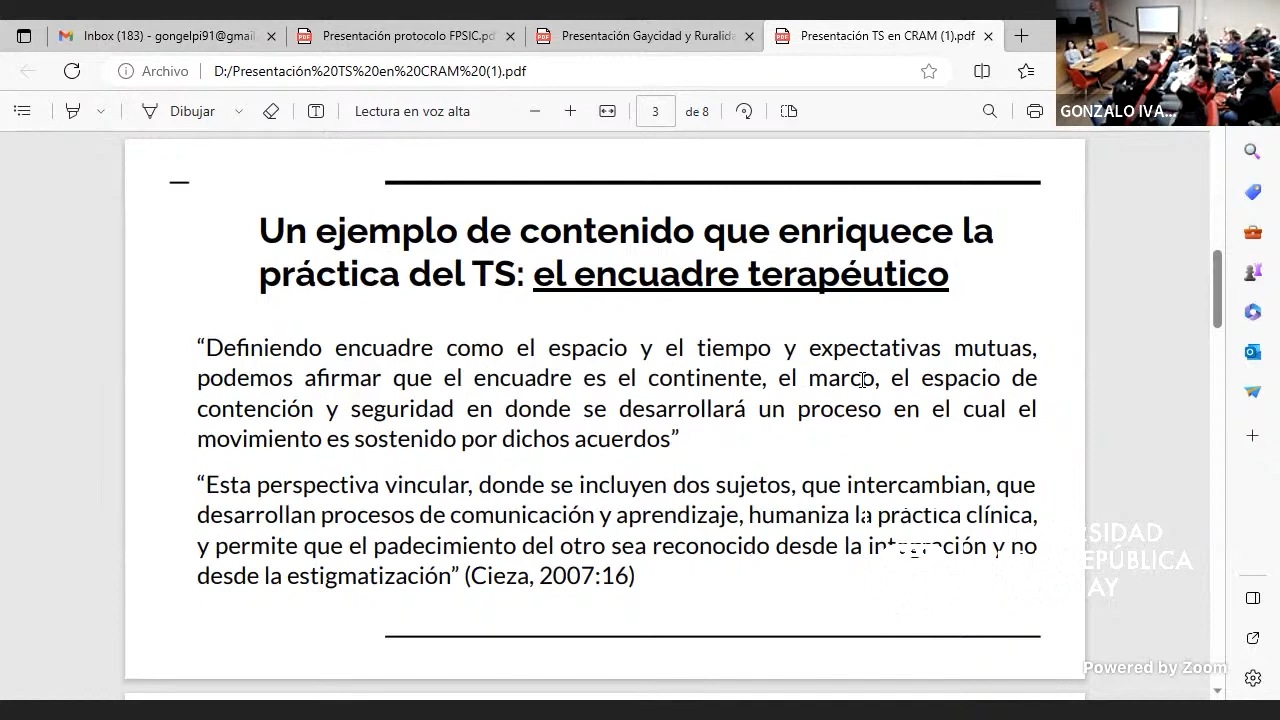 Inbox (183) - gongelpi91@gmail
Presentación protocolo FPSIC.pd
Presentación Gaycidad y Ruralida
Presentación TS en CRAM (1).pdf
Archivo
D:/Presentación%20TS%20en%20CRAM%20(1).pdf
Dibujar
Lectura en voz alta
3
de 8
GONZALO IVA...
Un ejemplo de contenido que enriquece la
práctica del TS: el encuadre terapéutico
“Definiendo encuadre como el espacio y el tiempo y expectativas mutuas,
podemos afirmar que el encuadre es el continente, el marco, el espacio de
contención y seguridad en donde se desarrollará un proceso en el cual el
movimiento es sostenido por dichos acuerdos”
“Esta perspectiva vincular, donde se incluyen dos sujetos, que intercambian, que
desarrollan procesos de comunicación y aprendizaje, humaniza la práctica clínica,
y permite que el padecimiento del otro sea reconocido desde la integración y no
desde la estigmatización” (Cieza, 2007:16)
RSIDAD
EPÚBLICA
AY
Powered by Zoom